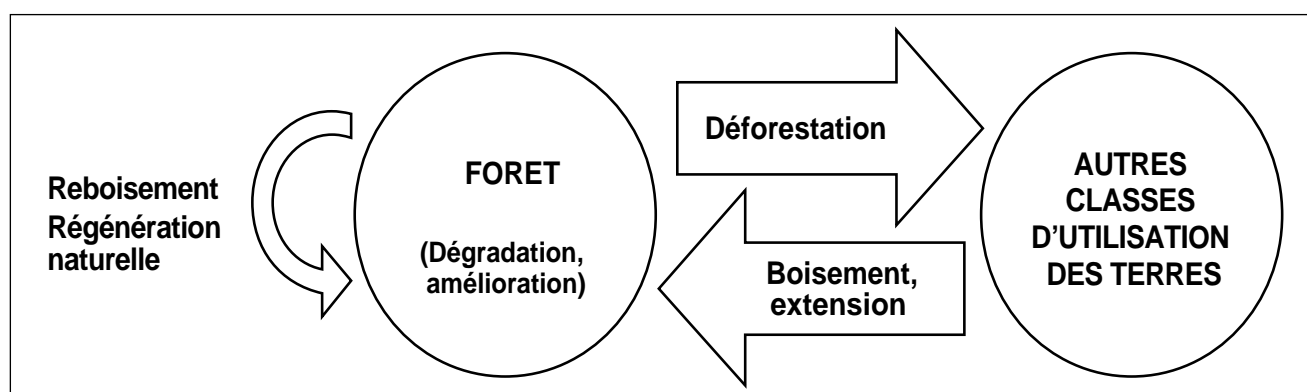 Reboisement
Régénération
naturelle
FORET
(Dégradation,
amélioration)
Déforestation
Boisement,
extension
AUTRES
CLASSES
D'UTILISATION
DES TERRES